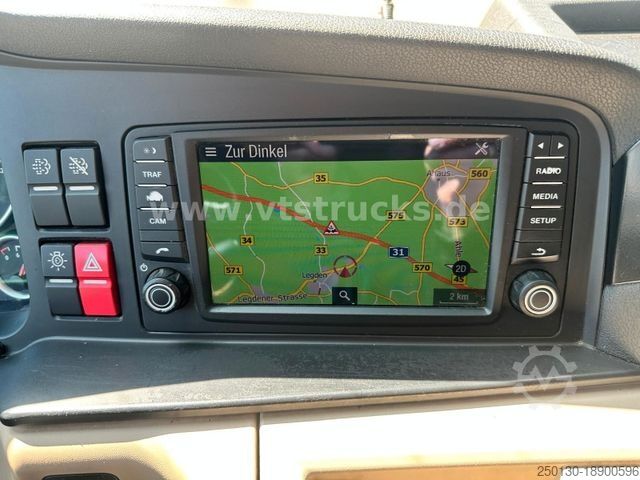 Zur Dinkel
TRAF
NAVI
CAM
RADIO
MEDIA
SETUP
35
Ahaus
560
575
573
34
33
31
571
Legden
570
2D
Legdener-Strasse
2 km
www.vtstrucks.de
250130-18900596